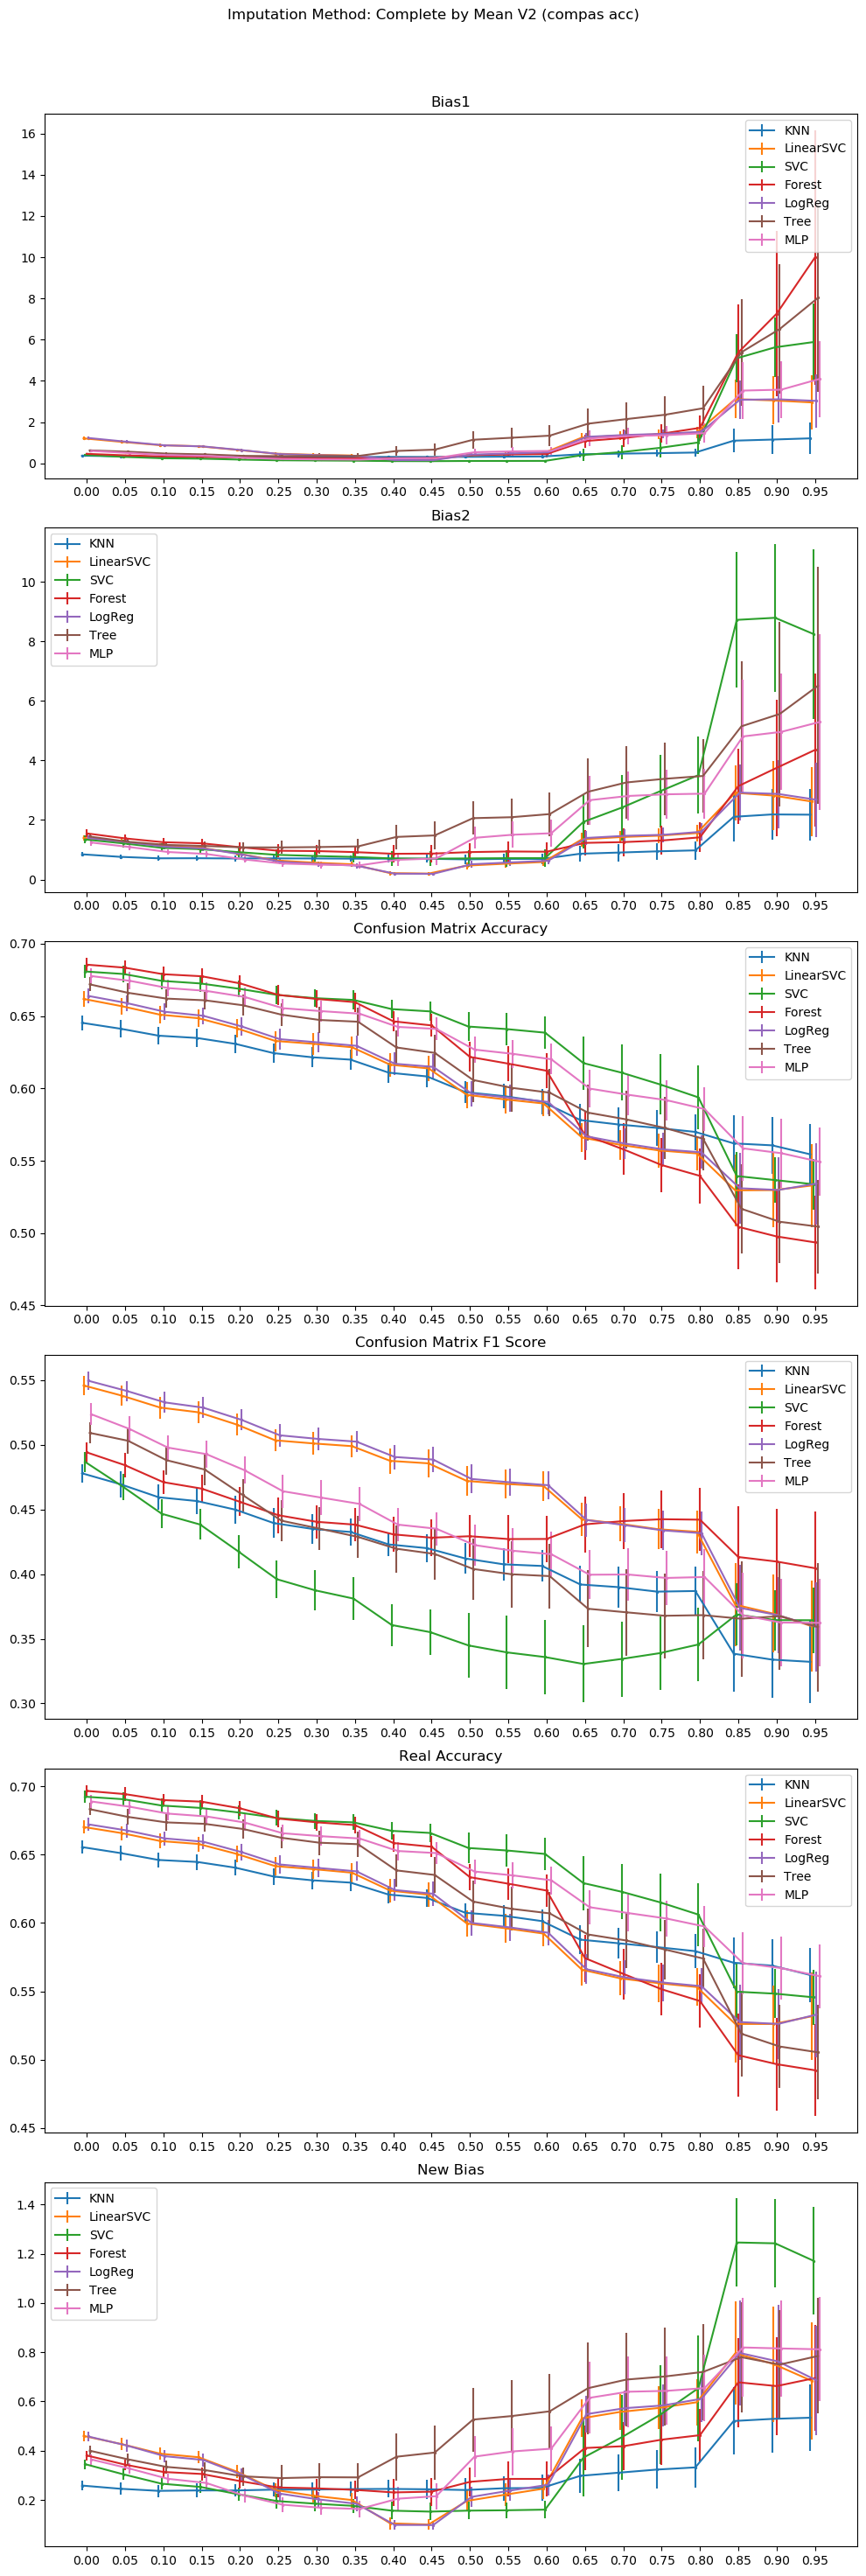 Imputation Method: Complete by Mean V2 (compas acc)
Bias1
16
14
12
10
8
6
4
2
0
KNN
LinearSVC
SVC
Forest
LogReg
Tree
MLP
0.00 0.05 0.10 0.15 0.20 0.25 0.30 0.35 0.40 0.45 0.50 0.55 0.60 0.65 0.70 0.75 0.80 0.85 0.90 0.95
Bias2
10
8
6
4
2
0
KNN
LinearSVC
SVC
Forest
LogReg
Tree
MLP
0.00 0.05 0.10 0.15 0.20 0.25 0.30 0.35 0.40 0.45 0.50 0.55 0.60 0.65 0.70 0.75 0.80 0.85 0.90 0.95
Confusion Matrix Accuracy
0.70
0.65
0.60
0.55
0.50
0.45
KNN
LinearSVC
SVC
Forest
LogReg
Tree
MLP
0.00 0.05 0.10 0.15 0.20 0.25 0.30 0.35 0.40 0.45 0.50 0.55 0.60 0.65 0.70 0.75 0.80 0.85 0.90 0.95
Confusion Matrix F1 Score
0.55
0.50
0.45
0.40
0.35
0.30
KNN
LinearSVC
SVC
Forest
LogReg
Tree
MLP
0.00 0.05 0.10 0.15 0.20 0.25 0.30 0.35 0.40 0.45 0.50 0.55 0.60 0.65 0.70 0.75 0.80 0.85 0.90 0.95
Real Accuracy
0.70
0.65
0.60
0.55
0.50
0.45
KNN
LinearSVC
SVC
Forest
LogReg
Tree
MLP
0.00 0.05 0.10 0.15 0.20 0.25 0.30 0.35 0.40 0.45 0.50 0.55 0.60 0.65 0.70 0.75 0.80 0.85 0.90 0.95
New Bias
1.4
1.2
1.0
0.8
0.6
0.4
0.2
KNN
LinearSVC
SVC
Forest
LogReg
Tree
MLP
0.00 0.05 0.10 0.15 0.20 0.25 0.30 0.35 0.40 0.45 0.50 0.55 0.60 0.65 0.70 0.75 0.80 0.85 0.90 0.95